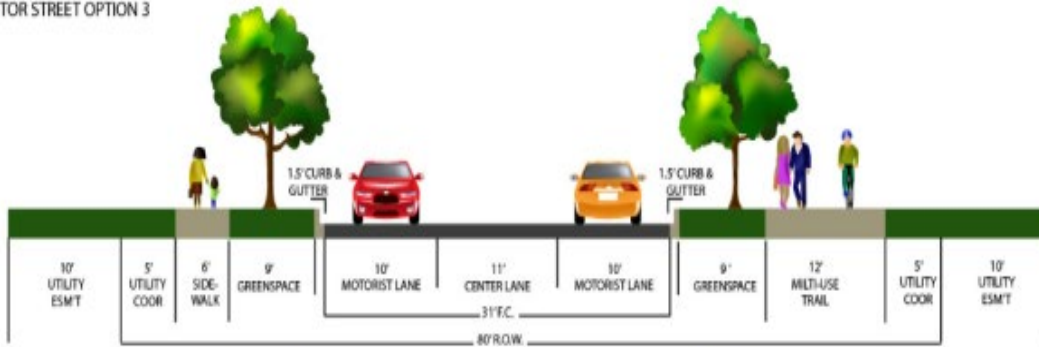 TOR STREET OPTION 3
1.5' CURB &
GUTTER
1.5' CURB &
GUTTER
10'
UTILITY
ESM'T
5'
UTILITY
COOR
6'
SIDE-
WALK
9'
GREENSPACE
10'
MOTORIST LANE
11'
CENTER LANE
10'
MOTORIST LANE
9'
GREENSPACE
12'
MILTI-USE
TRAIL
5'
UTILITY
COOR
10'
UTILITY
ESM'T
31' F.C.
80' R.O.W.